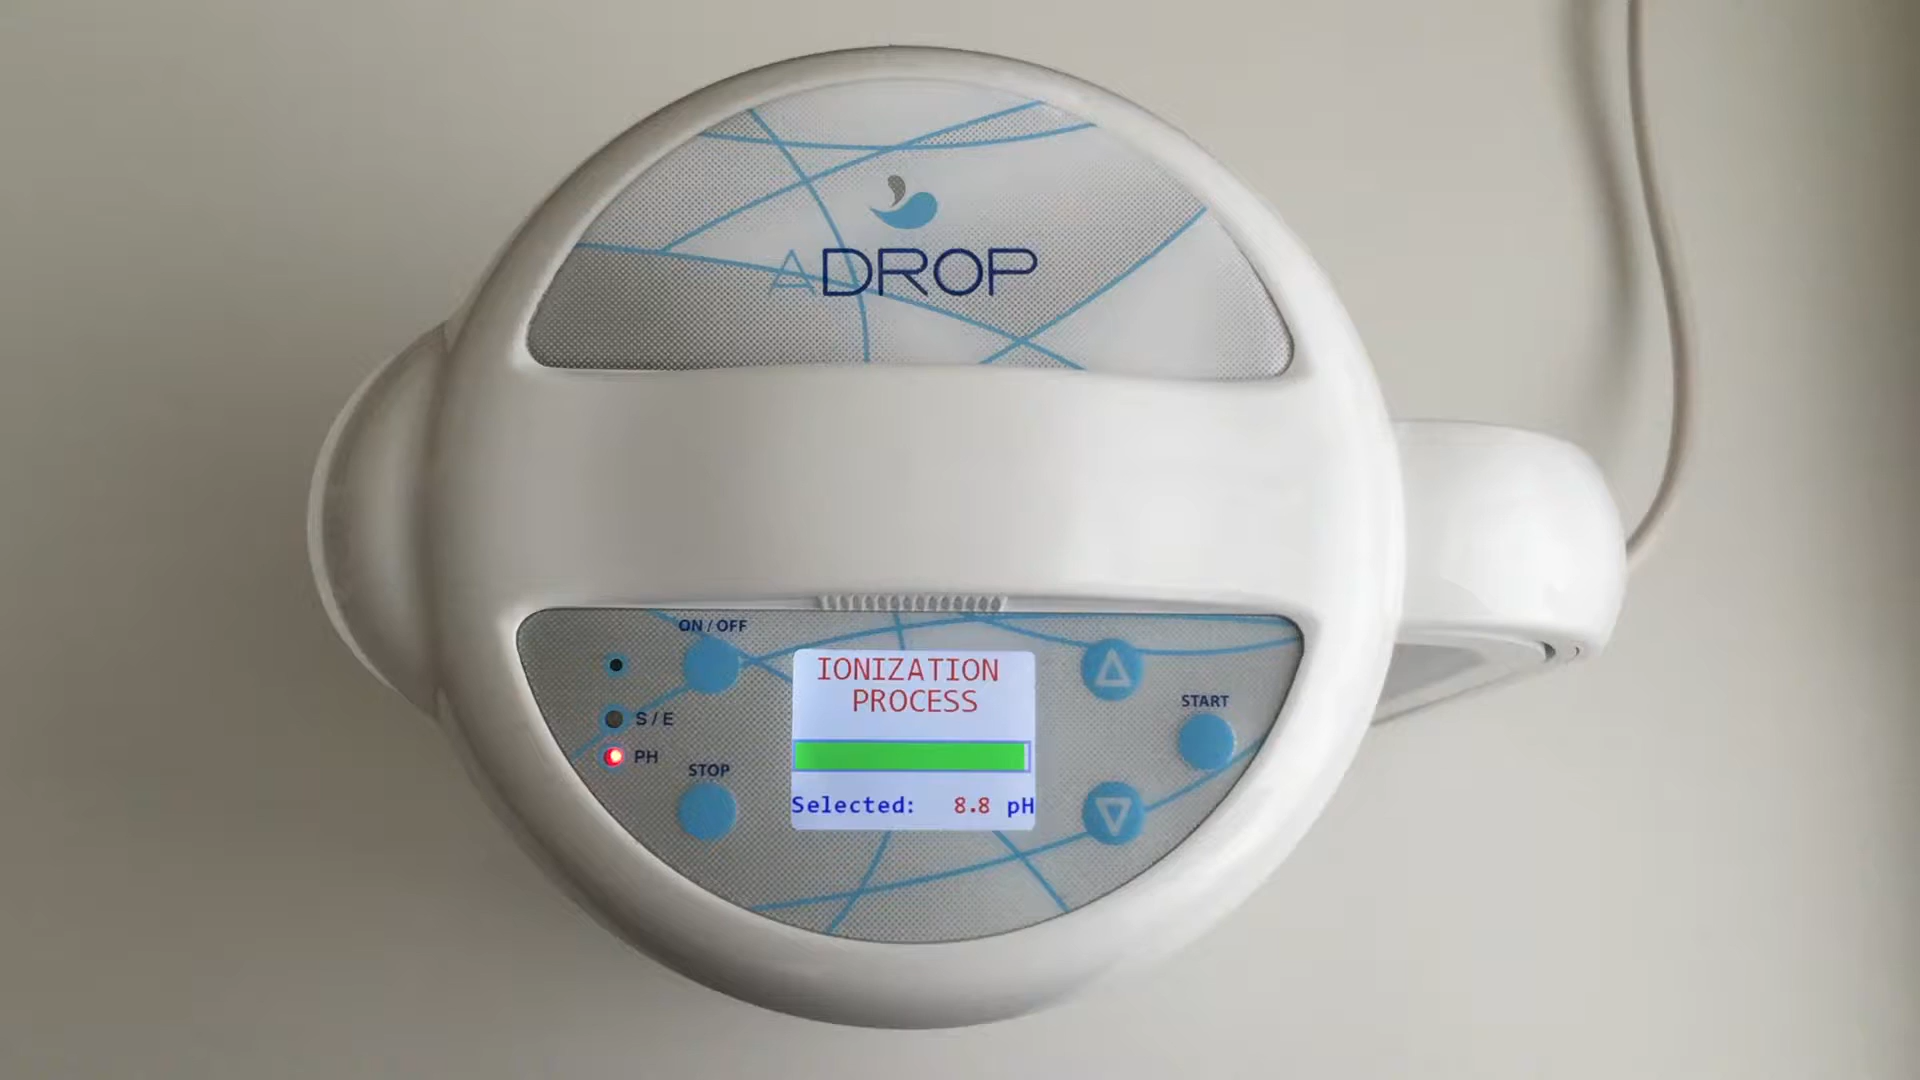 ADROP
ON / OFF
IONIZATION
PROCESS
START
S / E
PH
STOP
Selected: 8.8 pH